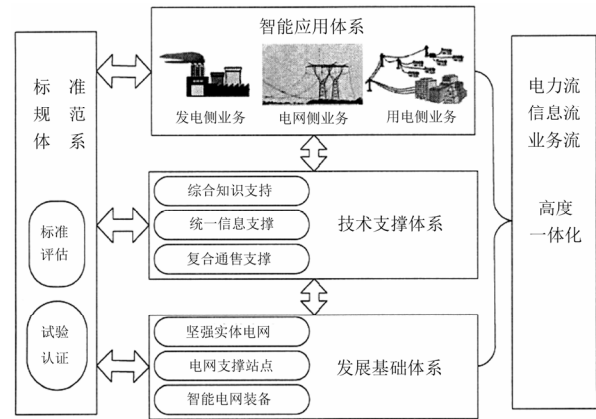 标准
规范
体系
标准
评估
试验
认证
智能应用体系
发电侧业务
电网侧业务
用电侧业务
综合知识支持
统一信息支撑
复合通售支撑
技术支撑体系
坚强实体电网
电网支撑站点
智能电网装备
发展基础体系
电力流
信息流
业务流
高度
一体化